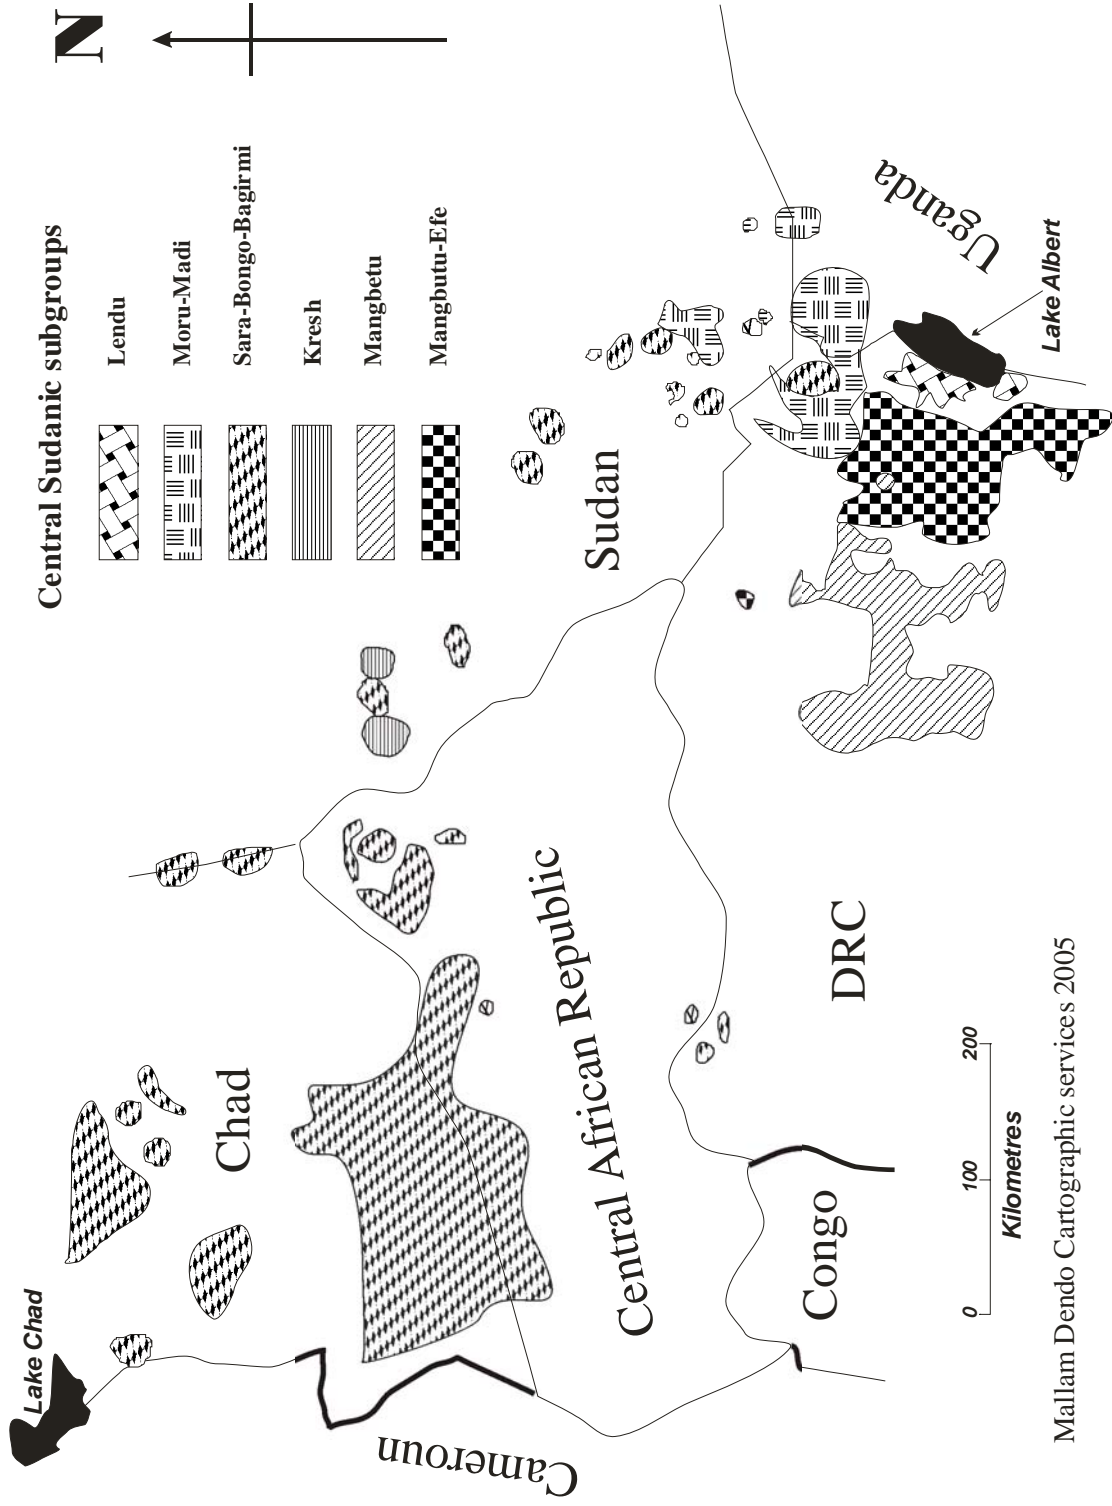 N
Central Sudanic subgroups
Lendu
Moru-Madi
Sara-Bongo-Bagirmi
Kresh
Mangbetu
Mangbutu-Efe
Lake Chad
Chad
Sudan
Cameroun
Central African Republic
Uganda
Lake Albert
Congo
DRC
0 100 200
Kilometres
Mallam Dendo Cartographic services 2005